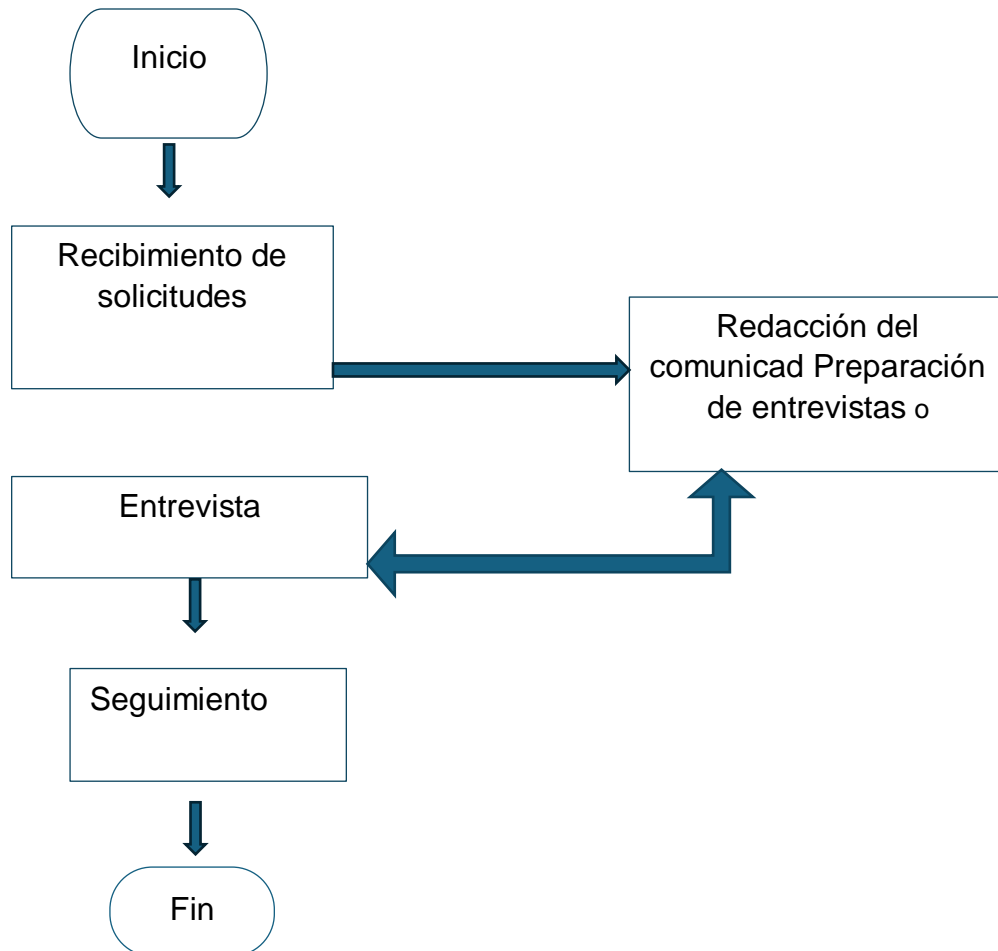 Inicio
Recibimiento de
solicitudes
Redacción del
comunicad Preparación
de entrevistas o
Entrevista
Seguimiento
Fin